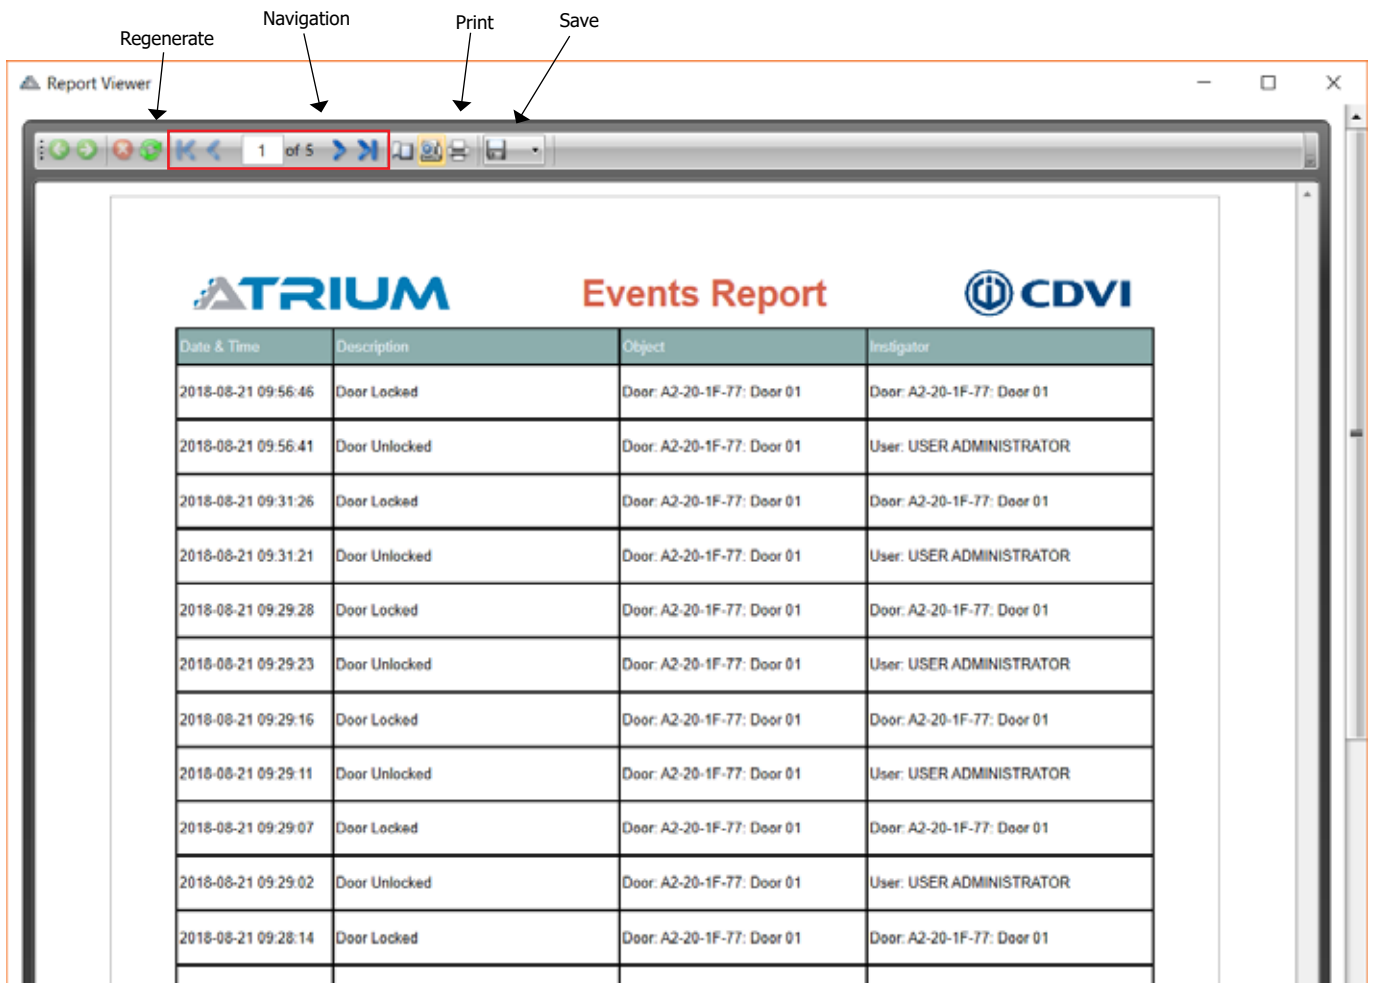 Navigation
Print
Save
Regenerate
Report Viewer
1 of 5
ATRIUM
Events Report
CDVI
Date & Time Description Object Instigator
2018-08-21 09:56:46 Door Locked Door: A2-20-1F-77: Door 01 Door: A2-20-1F-77: Door 01
2018-08-21 09:56:41 Door Unlocked Door: A2-20-1F-77: Door 01 User: USER ADMINISTRATOR
2018-08-21 09:31:26 Door Locked Door: A2-20-1F-77: Door 01 Door: A2-20-1F-77: Door 01
2018-08-21 09:31:21 Door Unlocked Door: A2-20-1F-77: Door 01 User: USER ADMINISTRATOR
2018-08-21 09:29:28 Door Locked Door: A2-20-1F-77: Door 01 Door: A2-20-1F-77: Door 01
2018-08-21 09:29:23 Door Unlocked Door: A2-20-1F-77: Door 01 User: USER ADMINISTRATOR
2018-08-21 09:29:16 Door Locked Door: A2-20-1F-77: Door 01 Door: A2-20-1F-77: Door 01
2018-08-21 09:29:11 Door Unlocked Door: A2-20-1F-77: Door 01 User: USER ADMINISTRATOR
2018-08-21 09:29:07 Door Locked Door: A2-20-1F-77: Door 01 Door: A2-20-1F-77: Door 01
2018-08-21 09:29:02 Door Unlocked Door: A2-20-1F-77: Door 01 User: USER ADMINISTRATOR
2018-08-21 09:28:14 Door Locked Door: A2-20-1F-77: Door 01 Door: A2-20-1F-77: Door 01